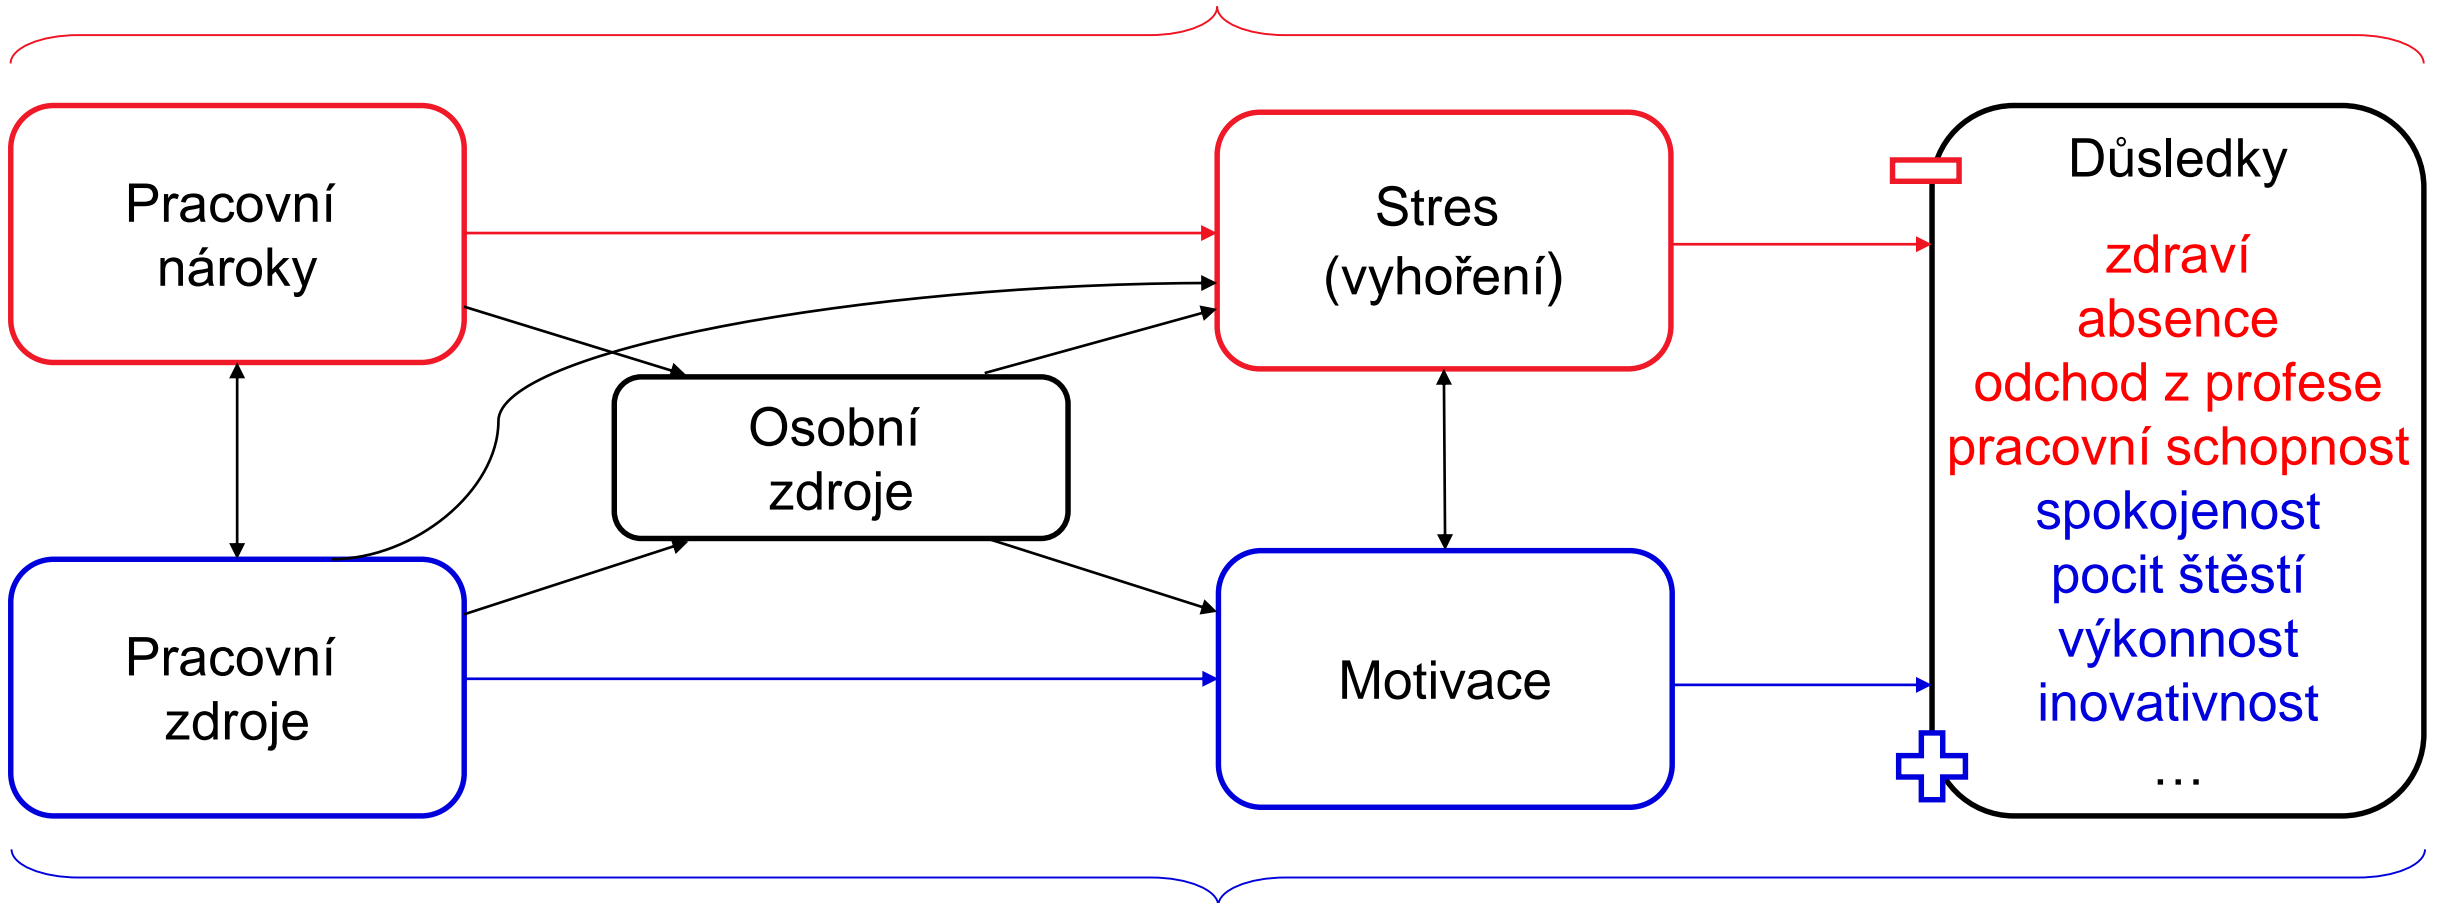 Pracovní
nároky
Stres
(vyhoření)
Osobní
zdroje
Pracovní
zdroje
Motivace
Důsledky
zdraví
absence
odchod z profese
pracovní schopnost
spokojenost
pocit štěstí
výkonnost
inovativnost
…